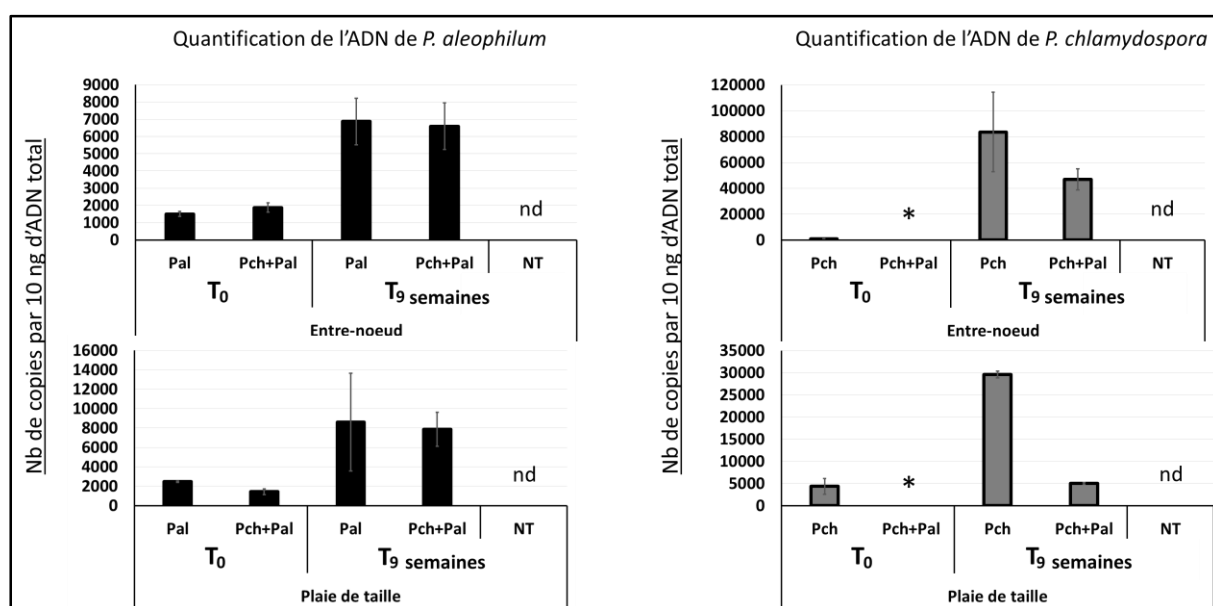 Quantification de l'ADN de P. aleophilum
Quantification de l'ADN de P. chlamydospora
Nb de copies par 10 ng d'ADN total
9000
8000
7000
6000
5000
4000
3000
2000
1000
0
nd
Pal Pch+Pal Pal Pch+Pal NT
T0 T9 semaines
Entre-noeud
16000
14000
12000
10000
8000
6000
4000
2000
0
nd
Pal Pch+Pal Pal Pch+Pal NT
T0 T9 semaines
Plaie de taille
Nb de copies par 10 ng d'ADN total
120000
100000
80000
60000
40000
20000
0
* nd
Pch Pch+Pal Pch Pch+Pal NT
T0 T9 semaines
Entre-noeud
35000
30000
25000
20000
15000
10000
5000
0
* nd
Pch Pch+Pal Pch Pch+Pal NT
T0 T9 semaines
Plaie de taille